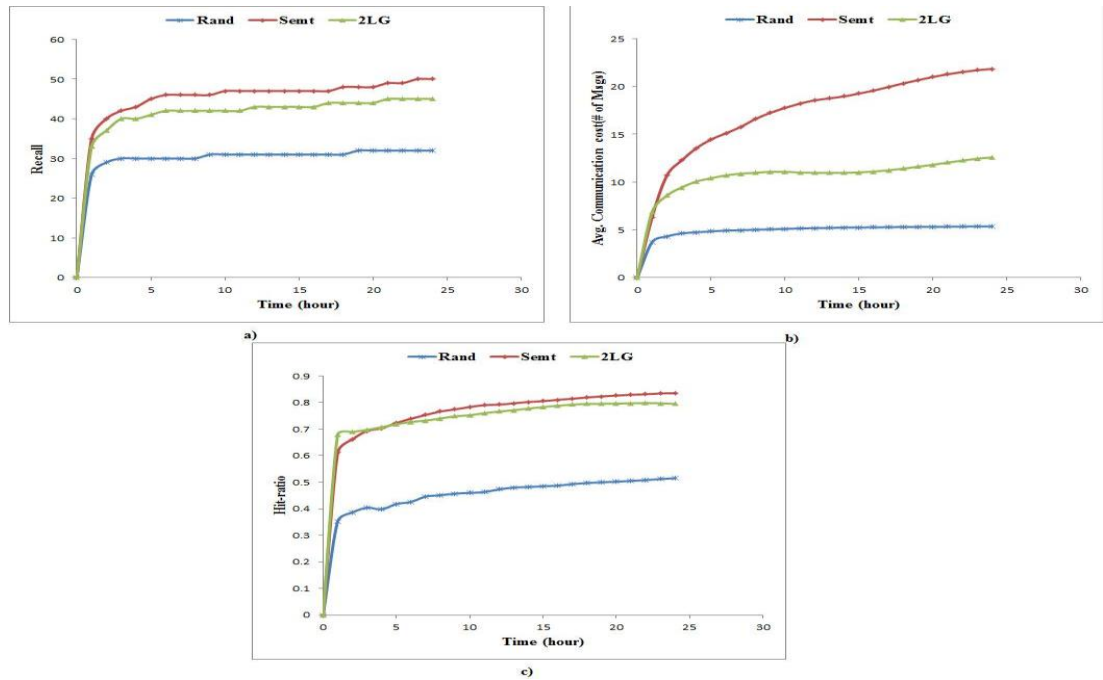 Rand Semt 2LG
60
50
40
30
20
10
0
Recall
0 5 10 15 20 25 30
Time (hour)
a)
Rand Semt 2LG
25
20
15
10
5
0
Avg. Communication cost(# of Msgs)
0 5 10 15 20 25 30
Time (hour)
b)
Rand Semt 2LG
0.9
0.8
0.7
0.6
0.5
0.4
0.3
0.2
0.1
0
Hit-ratio
0 5 10 15 20 25 30
Time (hour)
c)